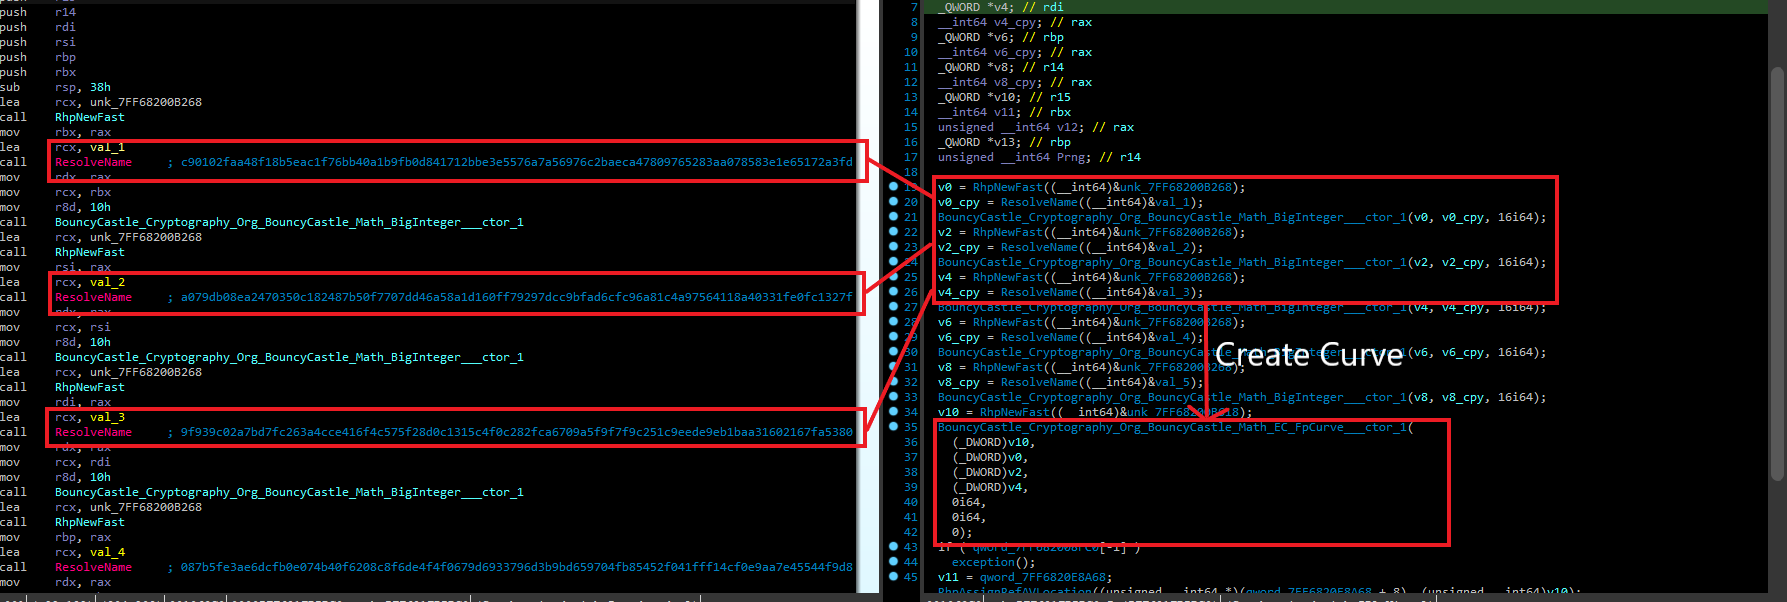 push r14
push rdi
push rsi
push rbp
push rbx
sub rsp, 38h
lea rcx, unk_7FF68200B268
call RhpNewFast
mov rbx, rax
lea rcx, val_1
call ResolveName ; c90102faa48f18b5eac1f76bb40a1b9fb0d841712bbe3e5576a7a56976c2baeca47809765283aa078583e1e65172a3fd
mov rdx, rax
mov rcx, rbx
mov r8d, 10h
call BouncyCastle_Cryptography_Org_BouncyCastle_Math_BigInteger___ctor_1
lea rcx, unk_7FF68200B268
call RhpNewFast
mov rsi, rax
lea rcx, val_2
call ResolveName ; a079db08ea2470350c182487b50f7707dd46a58a1d160ff79297dcc9bfad6cfc96a81c4a97564118a40331fe0fc1327f
mov rdx, rax
mov rcx, rsi
mov r8d, 10h
call BouncyCastle_Cryptography_Org_BouncyCastle_Math_BigInteger___ctor_1
lea rcx, unk_7FF68200B268
call RhpNewFast
mov rdi, rax
lea rcx, val_3
call ResolveName ; 9f939c02a7bd7fc263a4cce416f4c575f28d0c1315c4f0c282fca6709a5f9f7f9c251c9eede9eb1baa31602167fa5380
mov rdx, rax
mov rcx, rdi
mov r8d, 10h
call BouncyCastle_Cryptography_Org_BouncyCastle_Math_BigInteger___ctor_1
lea rcx, unk_7FF68200B268
call RhpNewFast
mov rbp, rax
lea rcx, val_4
call ResolveName ; 087b5fe3ae6dcfb0e074b40f6208c8f6de4f4f0679d6933796d3b9bd659704fb85452f041fff14cf0e9aa7e45544f9d8
mov rdx, rax
7 _QWORD *v4; // rdi
8 __int64 v4_cpy; // rax
9 _QWORD *v6; // rbp
10 __int64 v6_cpy; // rax
11 _QWORD *v8; // r14
12 __int64 v8_cpy; // rax
13 _QWORD *v10; // r15
14 __int64 v11; // rbx
15 unsigned __int64 v12; // rax
16 _QWORD *v13; // rbp
17 unsigned __int64 Prng; // r14
18
19 v0 = RhpNewFast((__int64)&unk_7FF68200B268);
20 v0_cpy = ResolveName((__int64)&val_1);
21 BouncyCastle_Cryptography_Org_BouncyCastle_Math_BigInteger___ctor_1(v0, v0_cpy, 16i64);
22 v2 = RhpNewFast((__int64)&unk_7FF68200B268);
23 v2_cpy = ResolveName((__int64)&val_2);
24 BouncyCastle_Cryptography_Org_BouncyCastle_Math_BigInteger___ctor_1(v2, v2_cpy, 16i64);
25 v4 = RhpNewFast((__int64)&unk_7FF68200B268);
26 v4_cpy = ResolveName((__int64)&val_3);
27 BouncyCastle_Cryptography_Org_BouncyCastle_Math_BigInteger___ctor_1(v4, v4_cpy, 16i64);
28 v6 = RhpNewFast((__int64)&unk_7FF68200B268);
29 v6_cpy = ResolveName((__int64)&val_4);
30 BouncyCastle_Cryptography_Org_BouncyCastle_Math_BigInteger___ctor_1(v6, v6_cpy, 16i64);
31 v8 = RhpNewFast((__int64)&unk_7FF68200B268);
32 v8_cpy = ResolveName((__int64)&val_5);
33 BouncyCastle_Cryptography_Org_BouncyCastle_Math_BigInteger___ctor_1(v8, v8_cpy, 16i64);
Create Curve
34 v10 = RhpNewFast((__int64)&unk_7FF68200B618);
35 BouncyCastle_Cryptography_Org_BouncyCastle_Math_EC_FpCurve___ctor_1(
36 (_DWORD)v10,
37 (_DWORD)v0,
38 (_DWORD)v2,
39 (_DWORD)v4,
40 0i64,
41 0i64,
42 0);
43 if ( qword_7FF682008FC0[-1] )
44 exception();
45 v11 = qword_7FF6820E8A68;